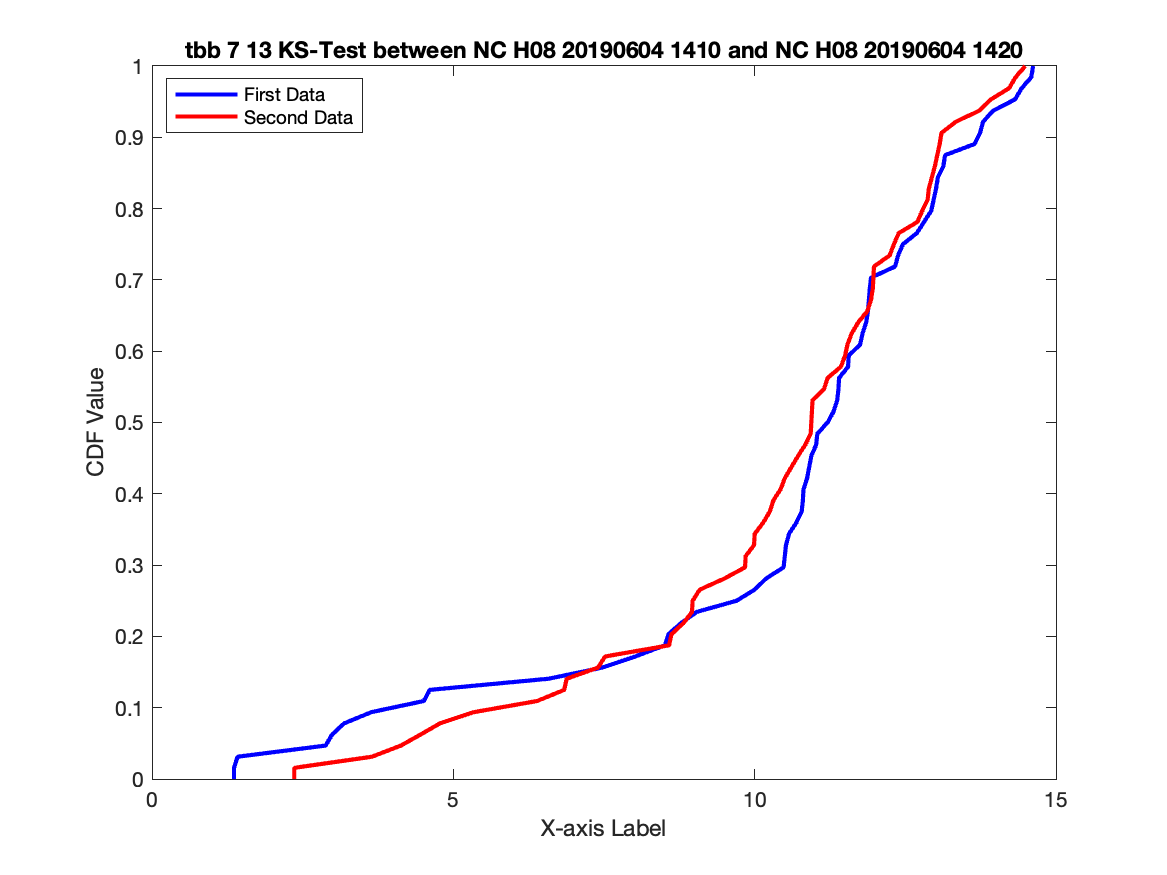 tbb 7 13 KS-Test between NC H08 20190604 1410 and NC H08 20190604 1420
First Data
Second Data
CDF Value
1
0.9
0.8
0.7
0.6
0.5
0.4
0.3
0.2
0.1
0
0 5 10 15
X-axis Label